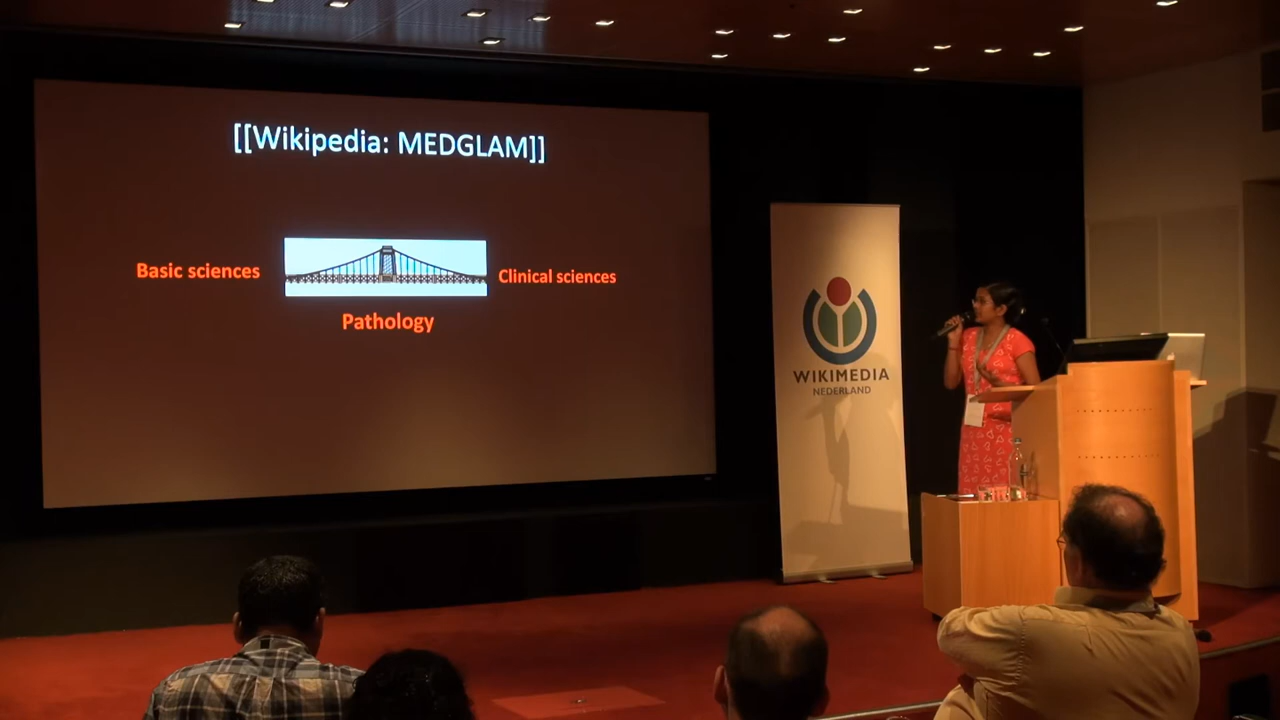 [[Wikipedia: MEDGLAM]]
Basic sciences
Clinical sciences
Pathology
WIKIMEDIA
NEDERLAND